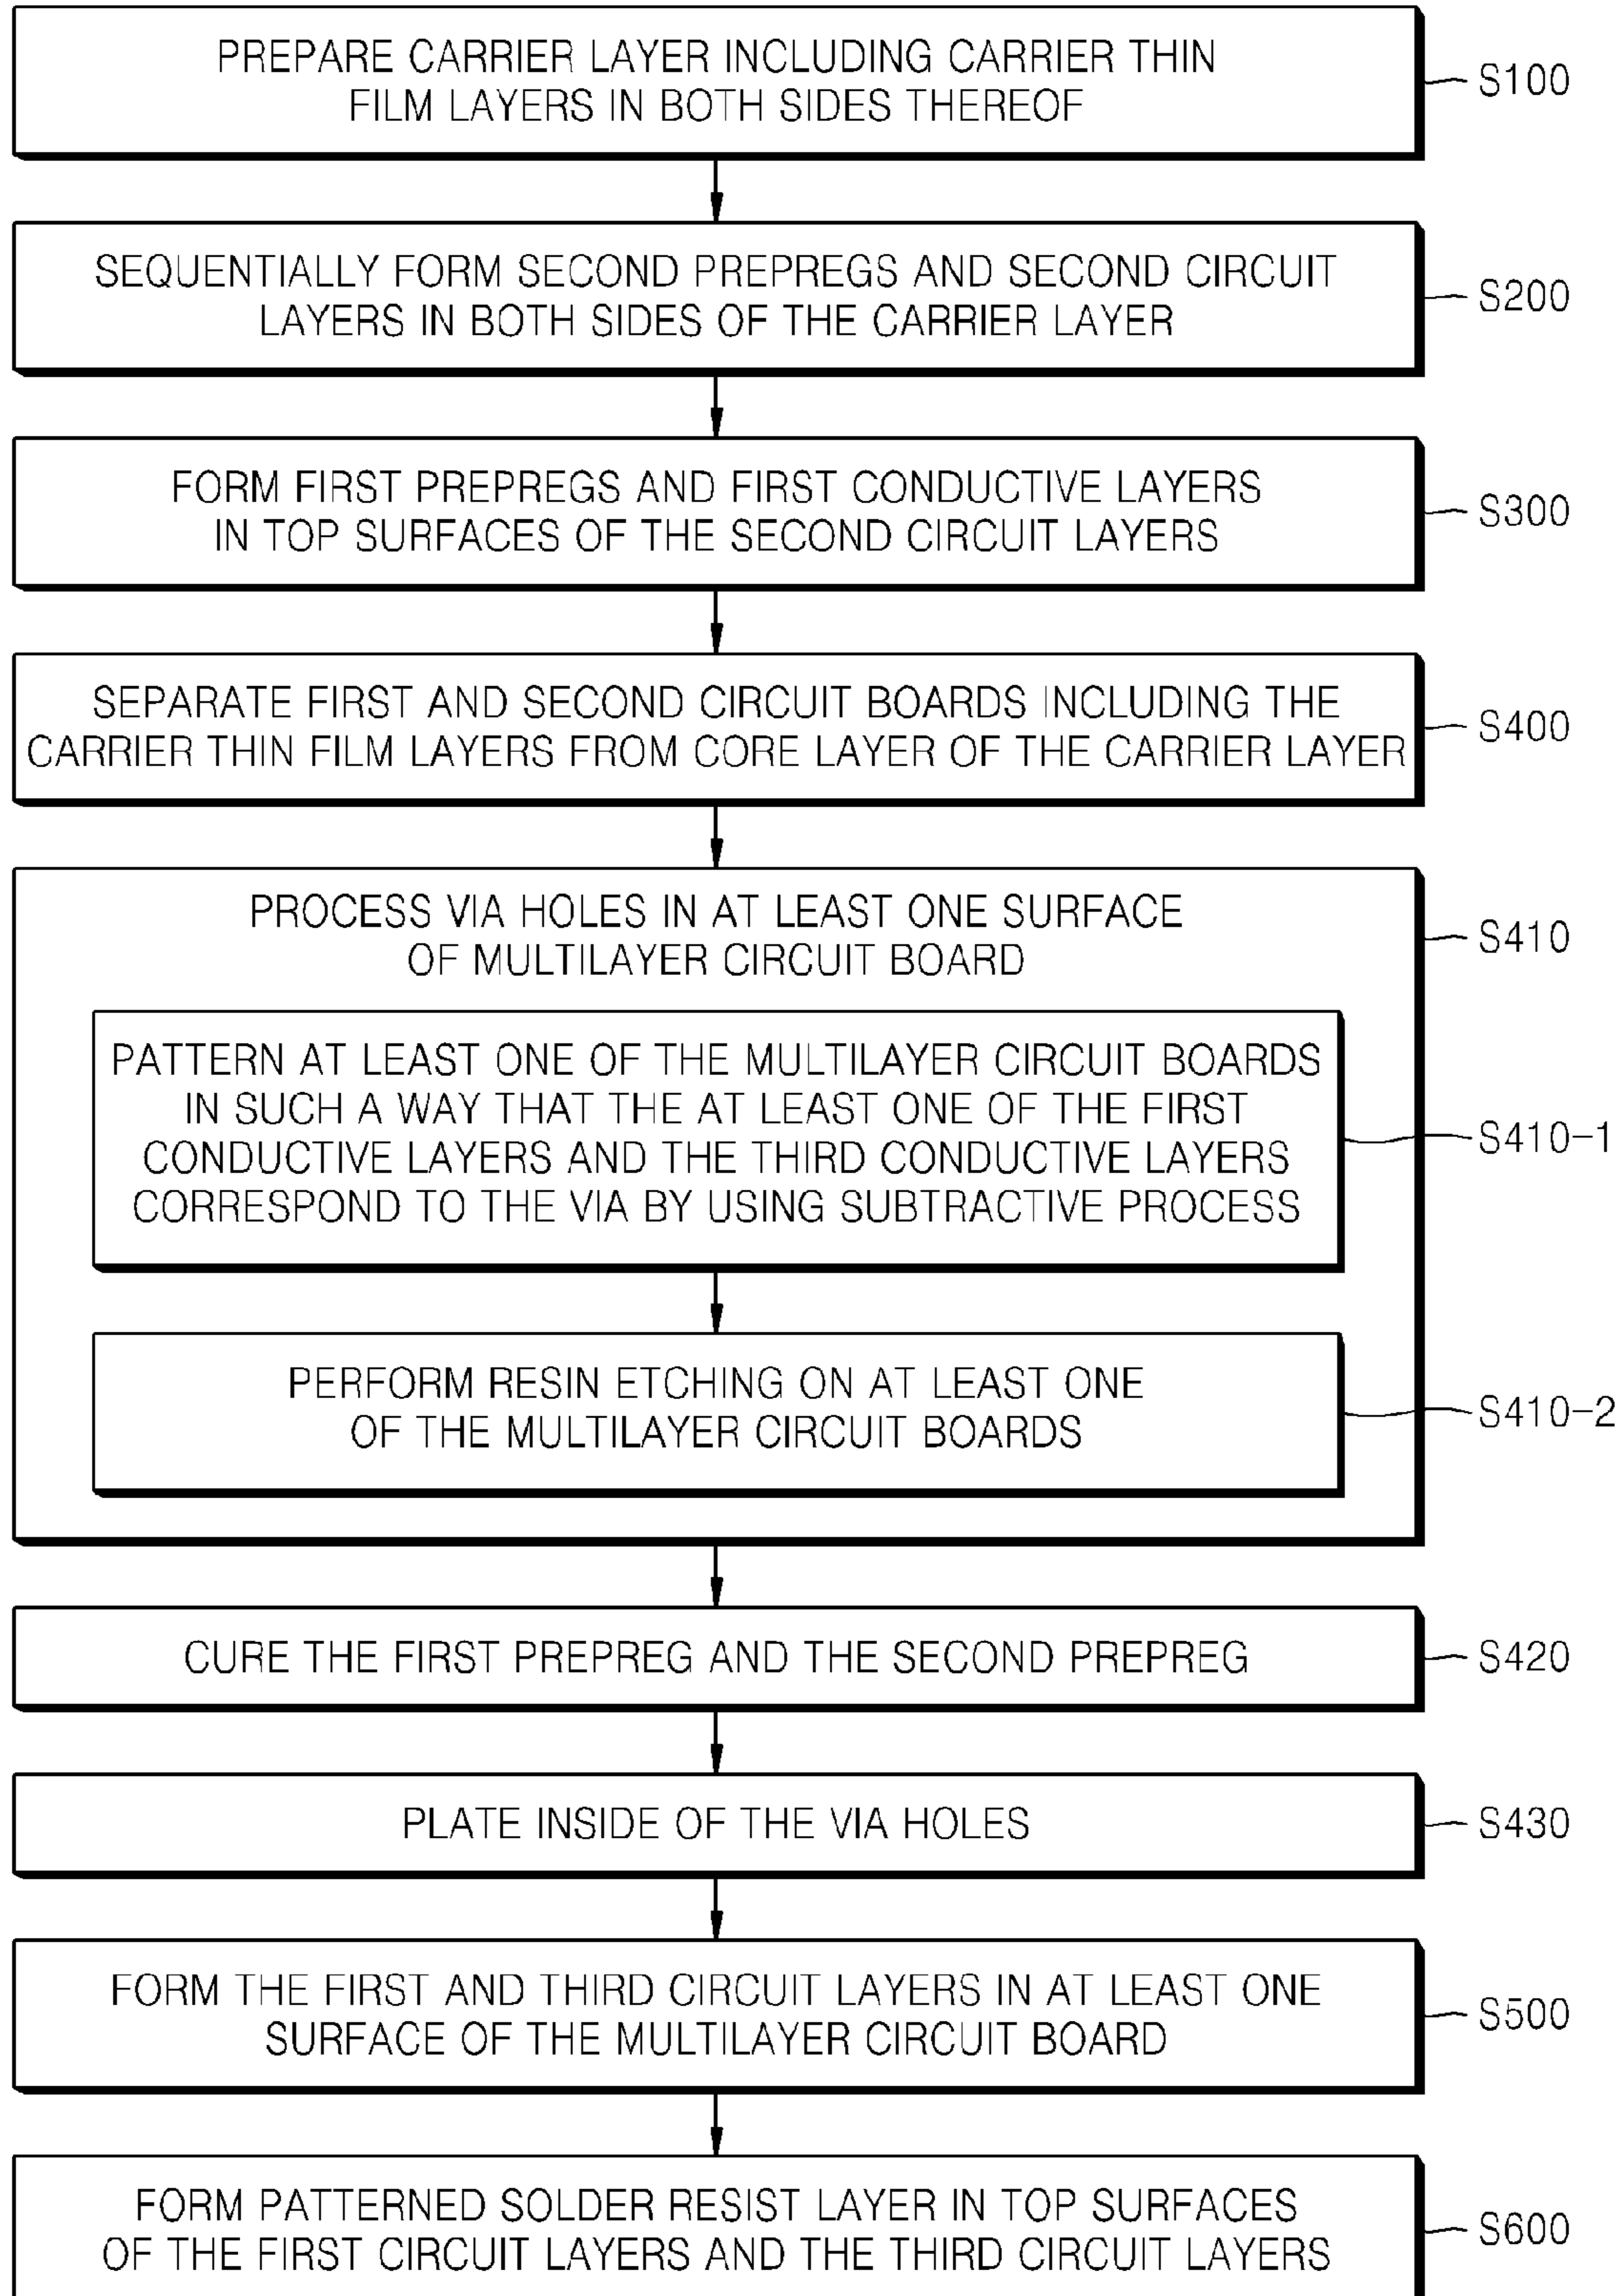 PREPARE CARRIER LAYER INCLUDING CARRIER THIN
FILM LAYERS IN BOTH SIDES THEREOF
S100
SEQUENTIALLY FORM SECOND PREPREGS AND SECOND CIRCUIT
LAYERS IN BOTH SIDES OF THE CARRIER LAYER
S200
FORM FIRST PREPREGS AND FIRST CONDUCTIVE LAYERS
IN TOP SURFACES OF THE SECOND CIRCUIT LAYERS
S300
SEPARATE FIRST AND SECOND CIRCUIT BOARDS INCLUDING THE
CARRIER THIN FILM LAYERS FROM CORE LAYER OF THE CARRIER LAYER
S400
PROCESS VIA HOLES IN AT LEAST ONE SURFACE
OF MULTILAYER CIRCUIT BOARD
S410
PATTERN AT LEAST ONE OF THE MULTILAYER CIRCUIT BOARDS
IN SUCH A WAY THAT THE AT LEAST ONE OF THE FIRST
CONDUCTIVE LAYERS AND THE THIRD CONDUCTIVE LAYERS
CORRESPOND TO THE VIA BY USING SUBTRACTIVE PROCESS
S410-1
PERFORM RESIN ETCHING ON AT LEAST ONE
OF THE MULTILAYER CIRCUIT BOARDS
S410-2
CURE THE FIRST PREPREG AND THE SECOND PREPREG
S420
PLATE INSIDE OF THE VIA HOLES
S430
FORM THE FIRST AND THIRD CIRCUIT LAYERS IN AT LEAST ONE
SURFACE OF THE MULTILAYER CIRCUIT BOARD
S500
FORM PATTERNED SOLDER RESIST LAYER IN TOP SURFACES
OF THE FIRST CIRCUIT LAYERS AND THE THIRD CIRCUIT LAYERS
S600